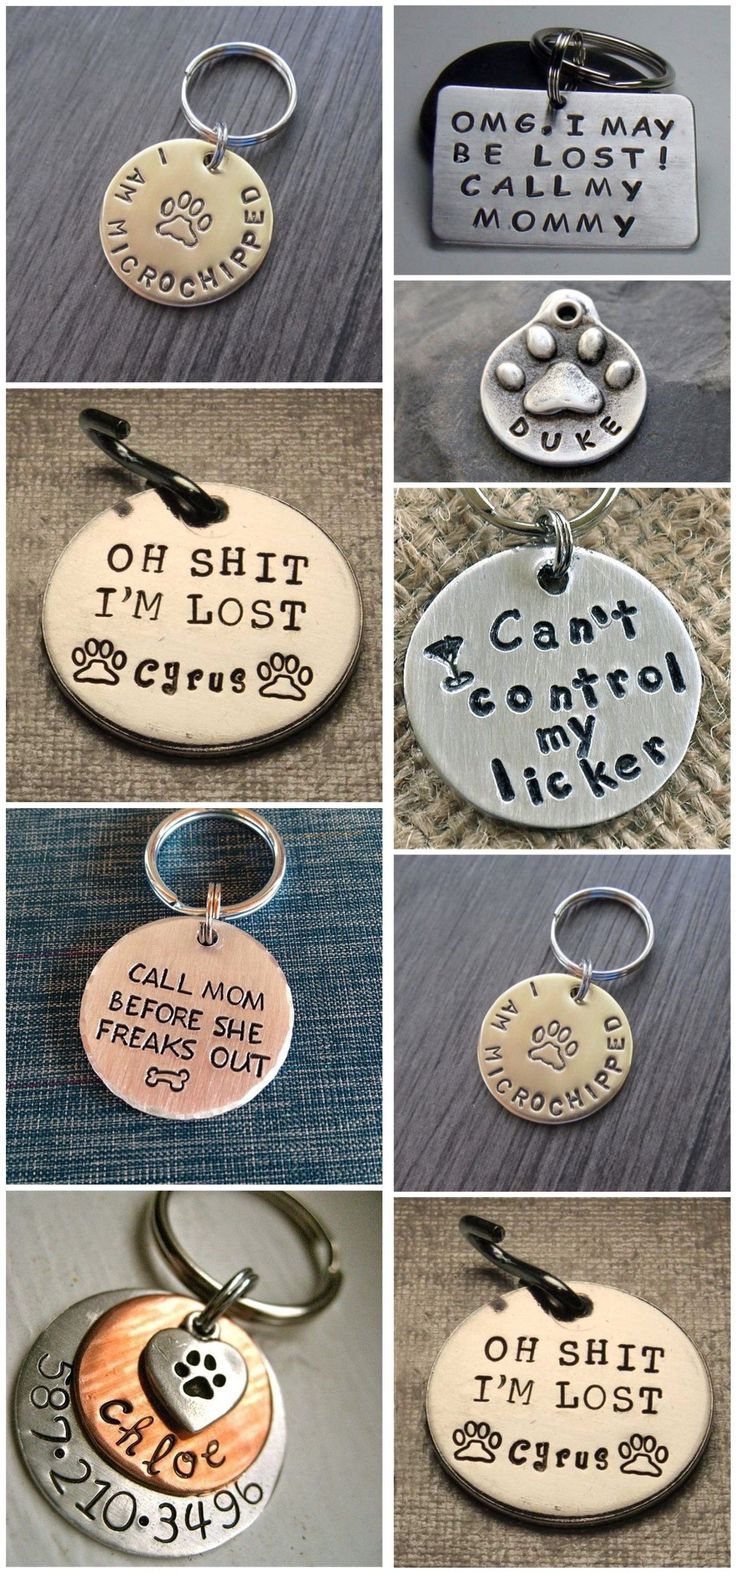 I AM MICROCHIPPED
OMG, I MAY
BE LOST!
CALL MY
MOMMY
DUKE
OH SHIT
I'M LOST
Cyrus
Can't
control
my
licker
CALL MOM
BEFORE SHE
FREAKS OUT
I AM MICROCHIPPED
chloe
587·210·3496
OH SHIT
I'M LOST
Cyrus